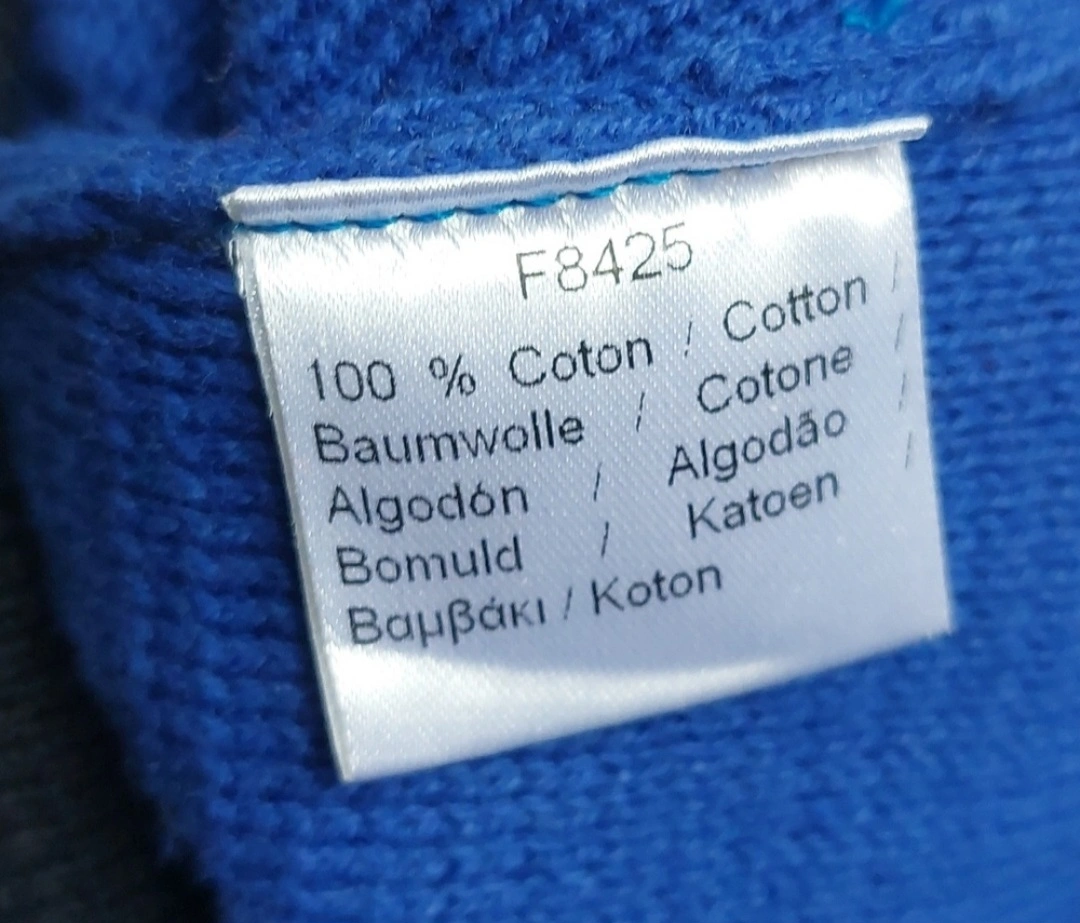 F8425
100 % Coton / Cotton /
Baumwolle / Cotone /
Algodón / Algodão /
Bomuld / Katoen /
Βαμβάκι / Koton